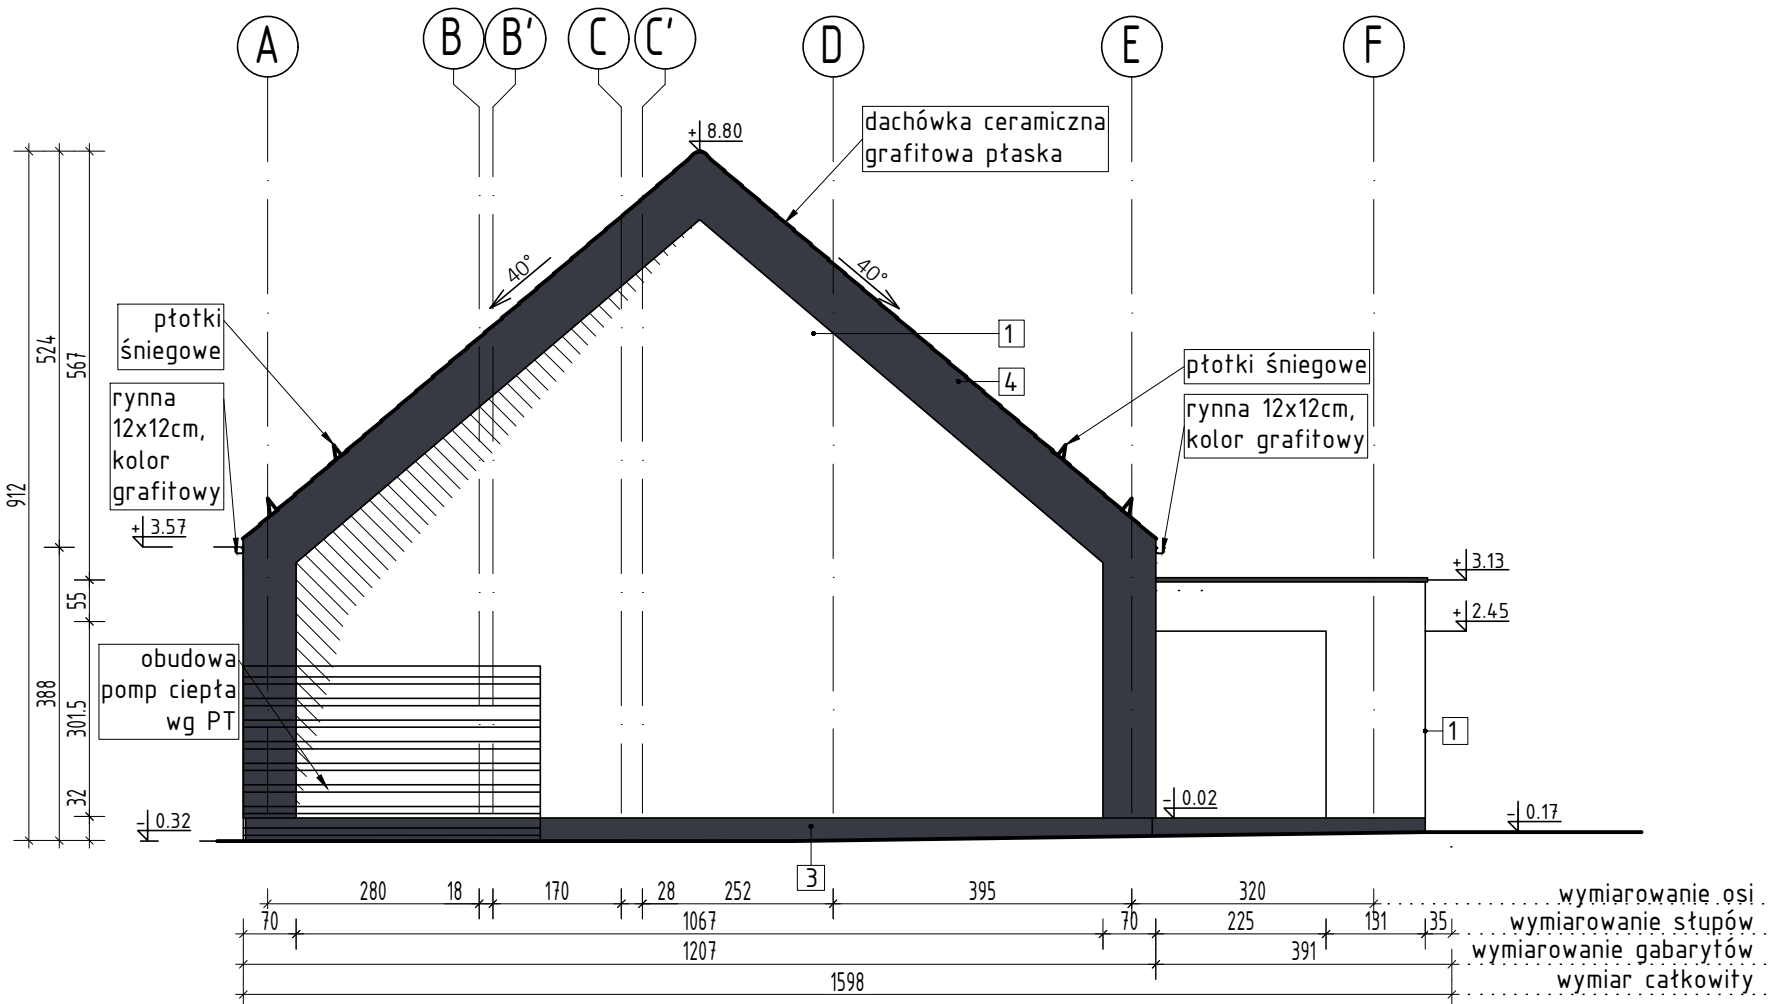 A B B' C C' D E F
+ 8.80
dachówka ceramiczna
grafitowa płaska
40°
40°
płotki
śniegowe
rynna
12x12cm,
kolor
grafitowy
+ 3.57
1
4
płotki śniegowe
rynna 12x12cm,
kolor grafitowy
+ 3.13
+ 2.45
912
524
388
567
55
301.5
32
obudowa
pomp ciepła
wg PT
1
- 0.32
- 0.02
- 0.17
3
280 18 170 28 252 395 320 wymiarowanie osi
70 1067 70 225 131 35 wymiarowanie słupów
1207 391 wymiarowanie gabarytów
1598 wymiar całkowity